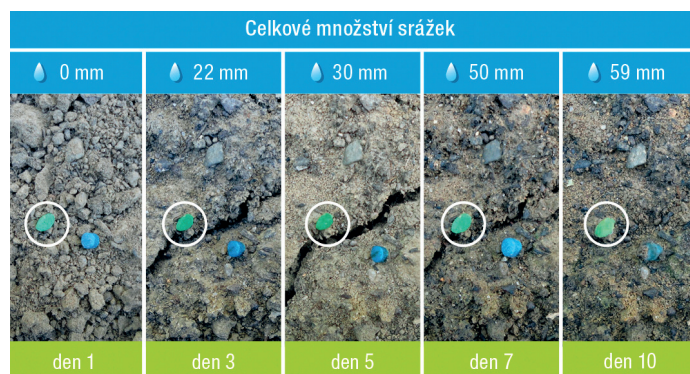 Celkové množství srážek
0 mm
22 mm
30 mm
50 mm
59 mm
den 1
den 3
den 5
den 7
den 10